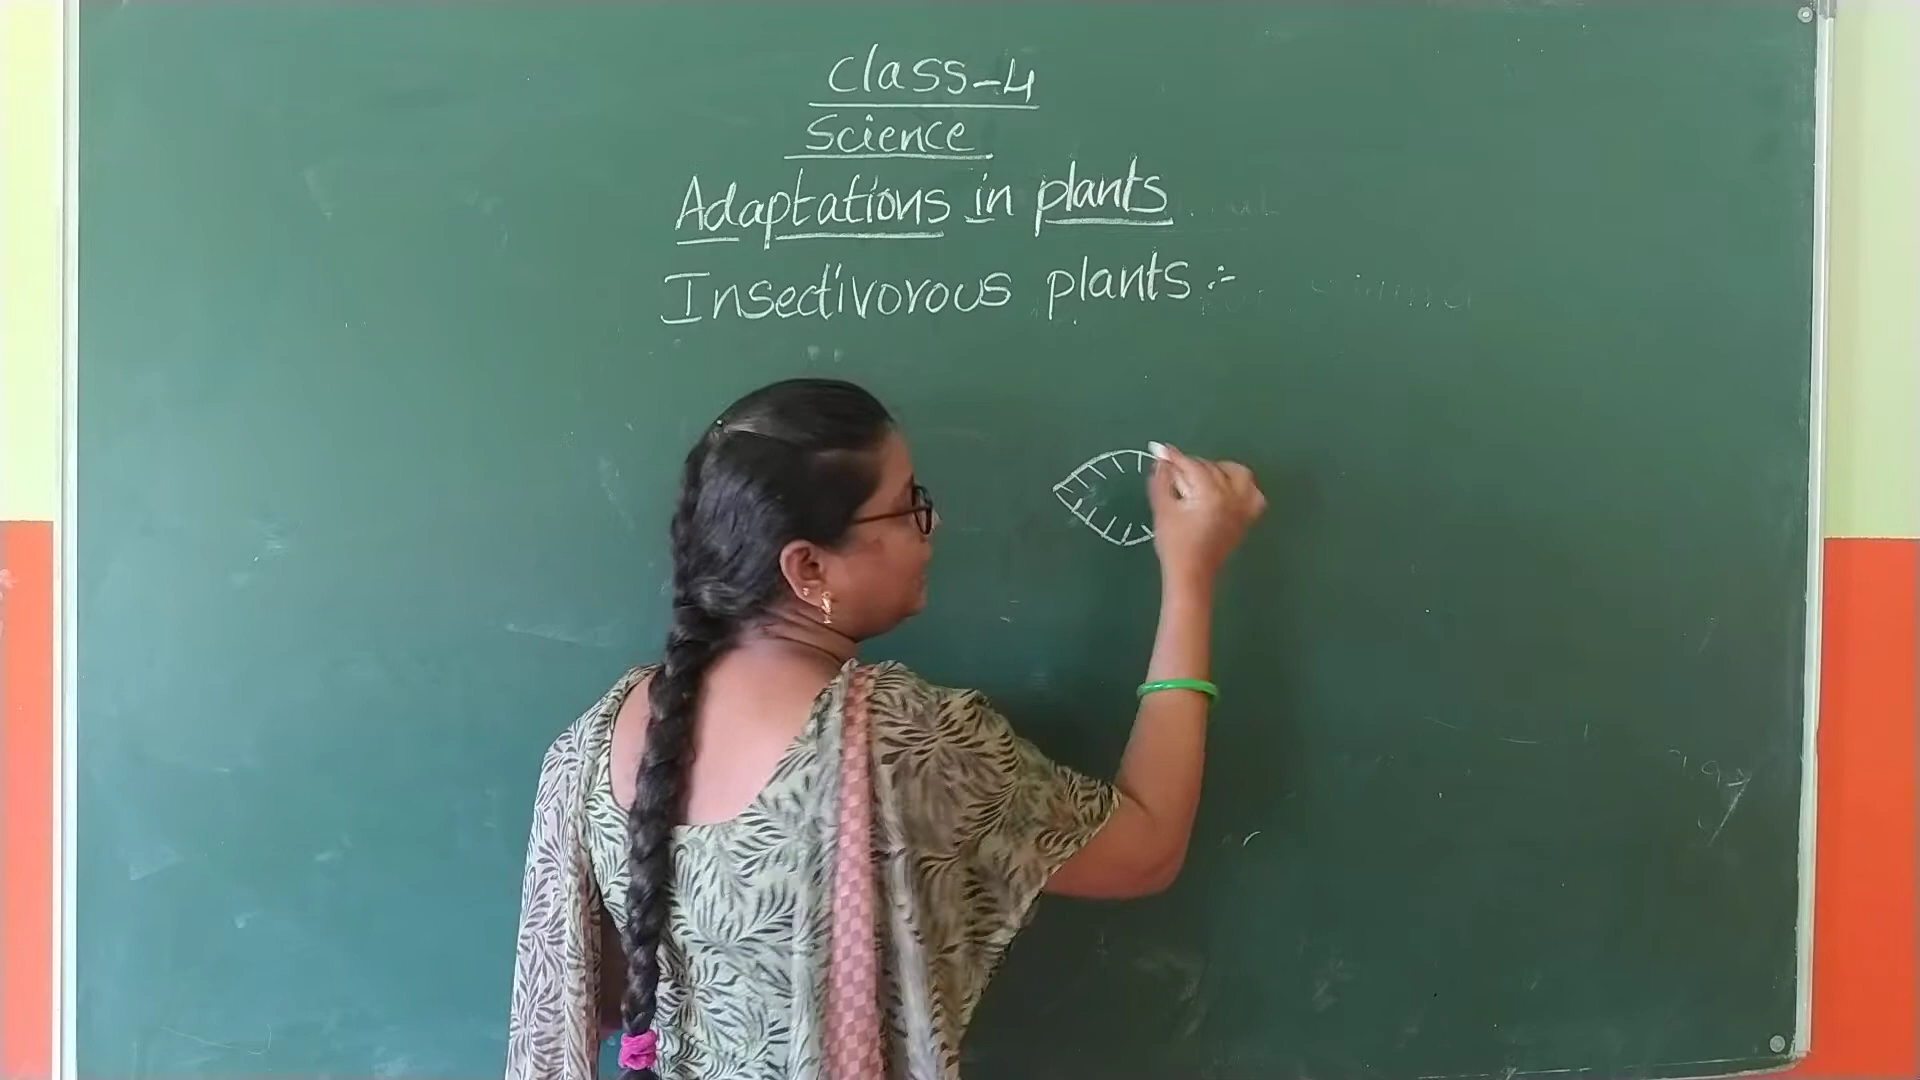 Class-4
Science
Adaptations in plants
Insectivorous plants :-